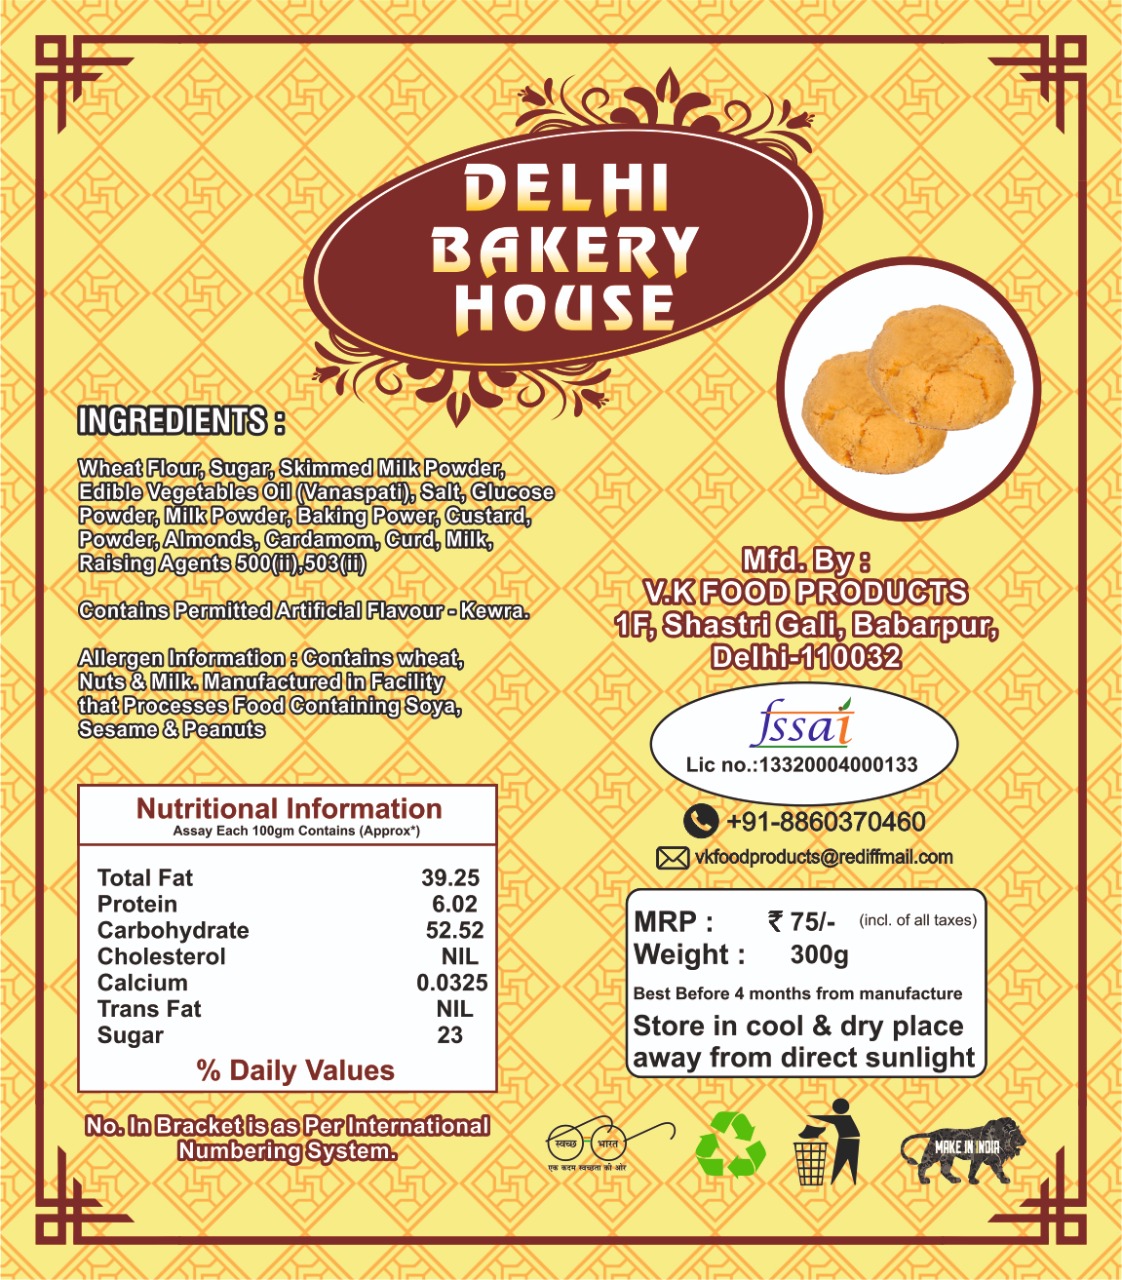 DELHI
BAKERY
HOUSE
INGREDIENTS :
Wheat Flour, Sugar, Skimmed Milk Powder,
Edible Vegetables Oil (Vanaspati), Salt, Glucose
Powder, Milk Powder, Baking Power, Custard,
Powder, Almonds, Cardamom, Curd, Milk,
Raising Agents 500(ii),503(ii)
Contains Permitted Artificial Flavour - Kewra.
Allergen Information : Contains wheat,
Nuts & Milk. Manufactured in Facility
that Processes Food Containing Soya,
Sesame & Peanuts
Nutritional Information
Assay Each 100gm Contains (Approx*)
Total Fat 39.25
Protein 6.02
Carbohydrate 52.52
Cholesterol NIL
Calcium 0.0325
Trans Fat NIL
Sugar 23
% Daily Values
No. In Bracket is as Per International
Numbering System.
Mfd. By :
V.K FOOD PRODUCTS
1F, Shastri Gali, Babarpur,
Delhi-110032
fssai
Lic no.:13320004000133
+91-8860370460
vkfoodproducts@rediffmail.com
MRP : ₹ 75/- (incl. of all taxes)
Weight : 300g
Best Before 4 months from manufacture
Store in cool & dry place
away from direct sunlight
स्वच्छ भारत
एक कदम स्वच्छता की ओर
MAKE IN INDIA